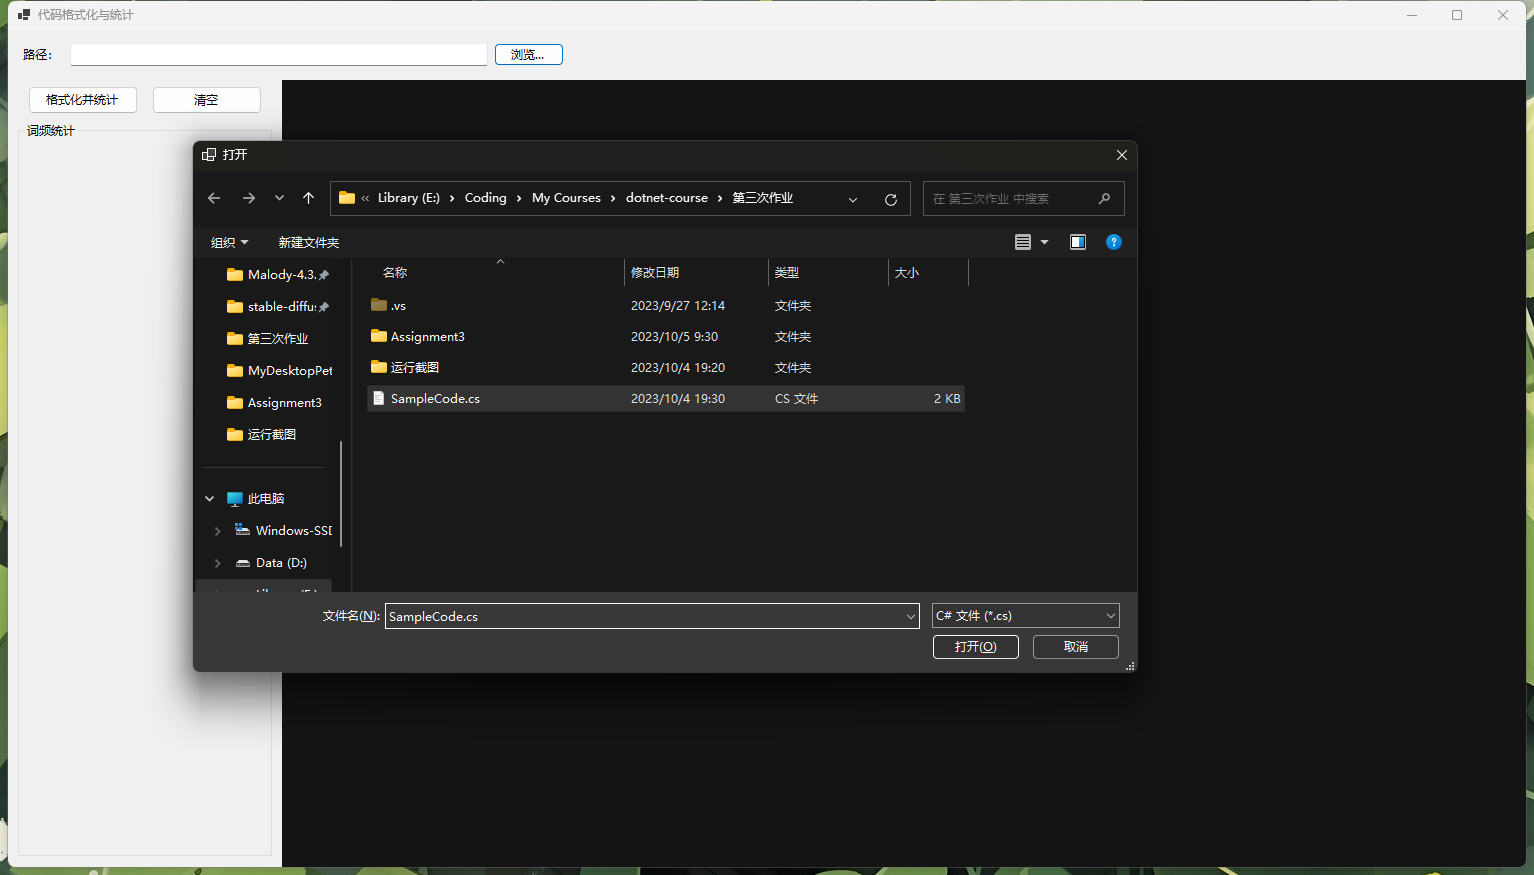 代码格式化与统计
路径:
浏览...
格式化并统计
清空
词频统计
打开
« Library (E:) › Coding › My Courses › dotnet-course › 第三次作业
在 第三次作业 中搜索
组织
新建文件夹
?
Malody-4.3.
stable-diffu
第三次作业
MyDesktopPet
Assignment3
运行截图
此电脑
Windows-SSD
Data (D:)
名称 修改日期 类型 大小
.vs 2023/9/27 12:14 文件夹
Assignment3 2023/10/5 9:30 文件夹
运行截图 2023/10/4 19:20 文件夹
SampleCode.cs 2023/10/4 19:30 CS 文件 2 KB
文件名(N): SampleCode.cs
C# 文件 (*.cs)
打开(O)
取消